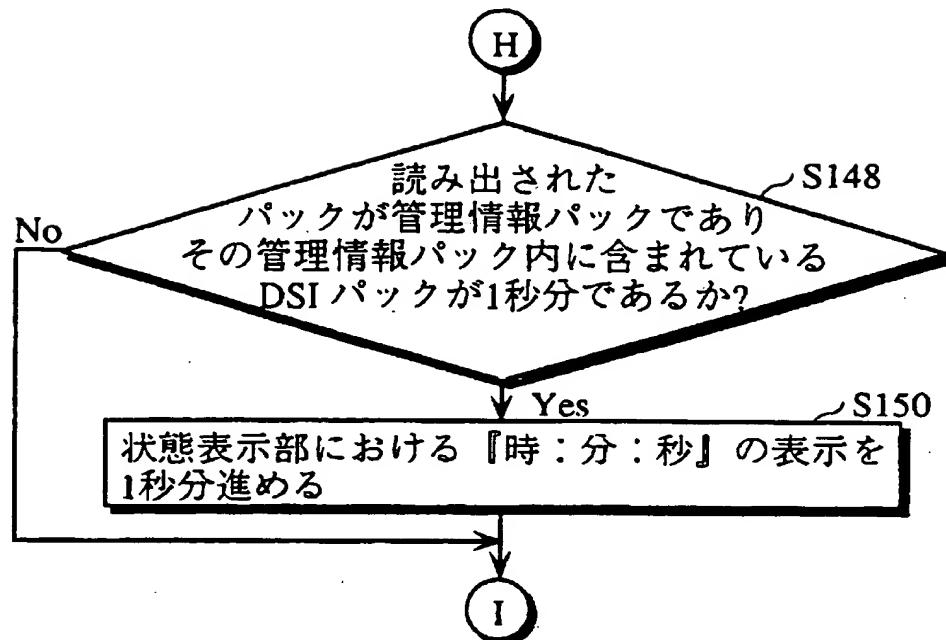 H
読み出された
S148
パックが管理情報パックであり
No
その管理情報パック内に含まれている
DSIパックが1秒分であるか?
Yes
S150
状態表示部における『時:分:秒』の表示を
1秒分進める
I